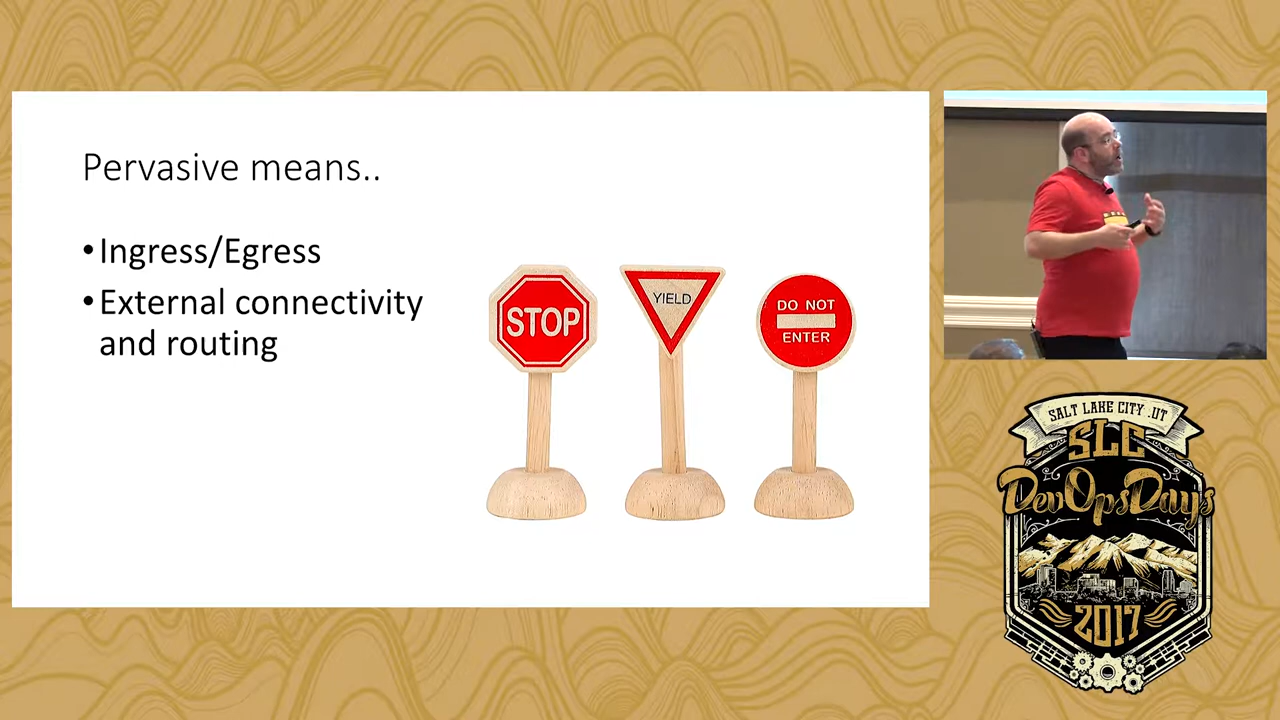 Pervasive means..
•Ingress/Egress
•External connectivity
and routing
STOP
YIELD
DO NOT
ENTER
SALT LAKE CITY .UT
SLC
DevOpsDays
2017